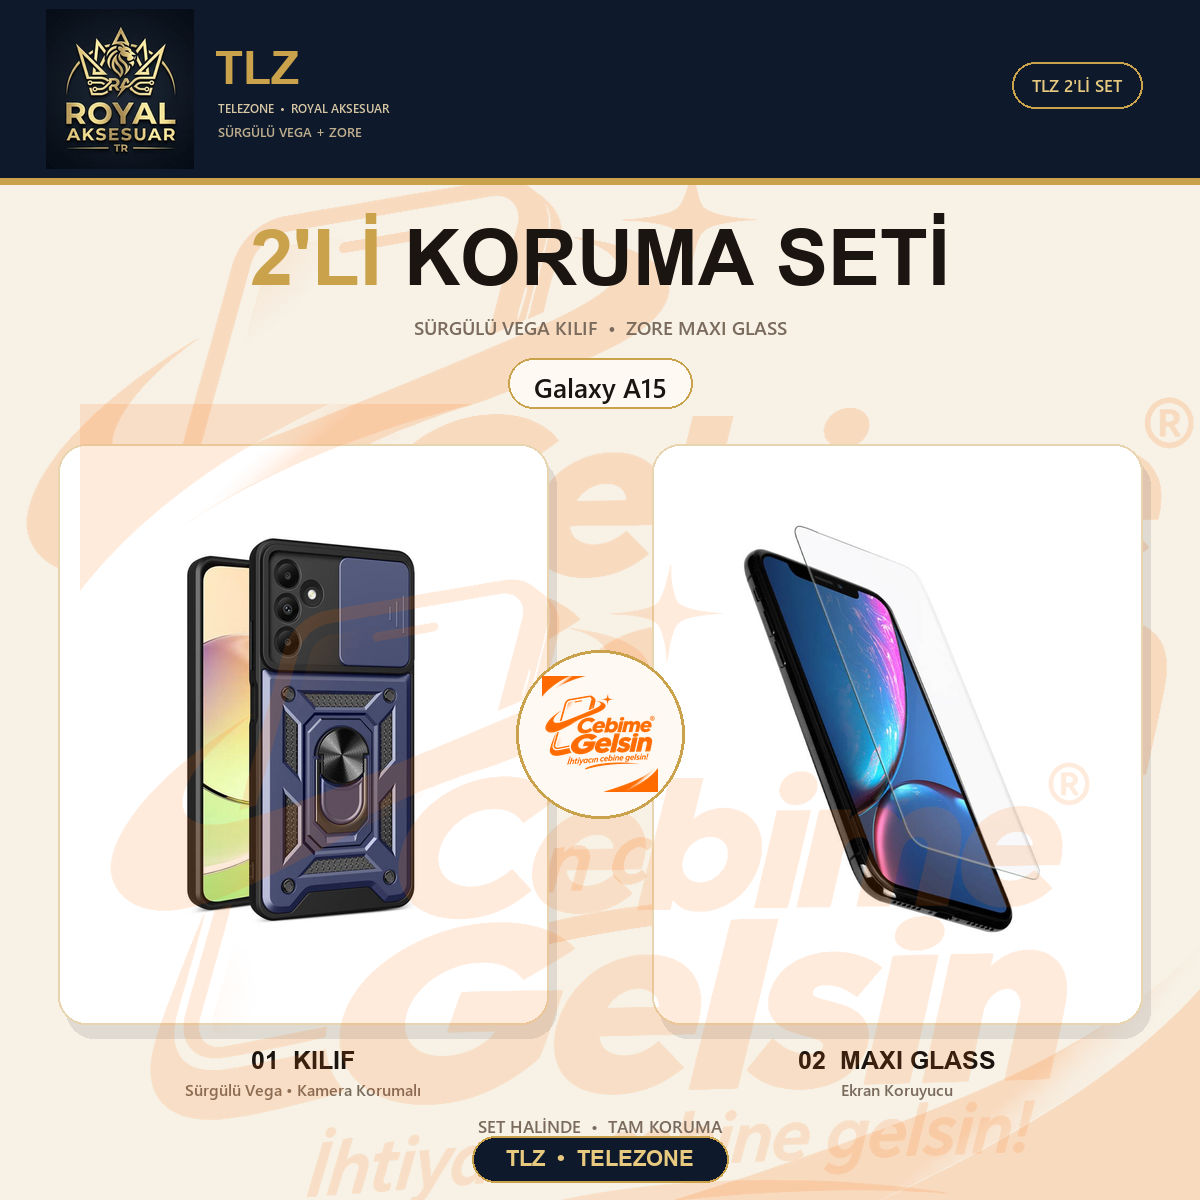 ROYAL
AKSESUAR
TR
TLZ
TELEZONE • ROYAL AKSESUAR
SÜRGÜLÜ VEGA + ZORE
TLZ 2'Lİ SET
2'Lİ KORUMA SETİ
SÜRGÜLÜ VEGA KILIF • ZORE MAXI GLASS
Galaxy A15
Cebime®
Gelsin
İhtiyacın cebine gelsin!
Cebime®
Gelsin
01 KILIF
Sürgülü Vega • Kamera Korumalı
02 MAXI GLASS
Ekran Koruyucu
SET HALİNDE • TAM KORUMA
TLZ • TELEZONE